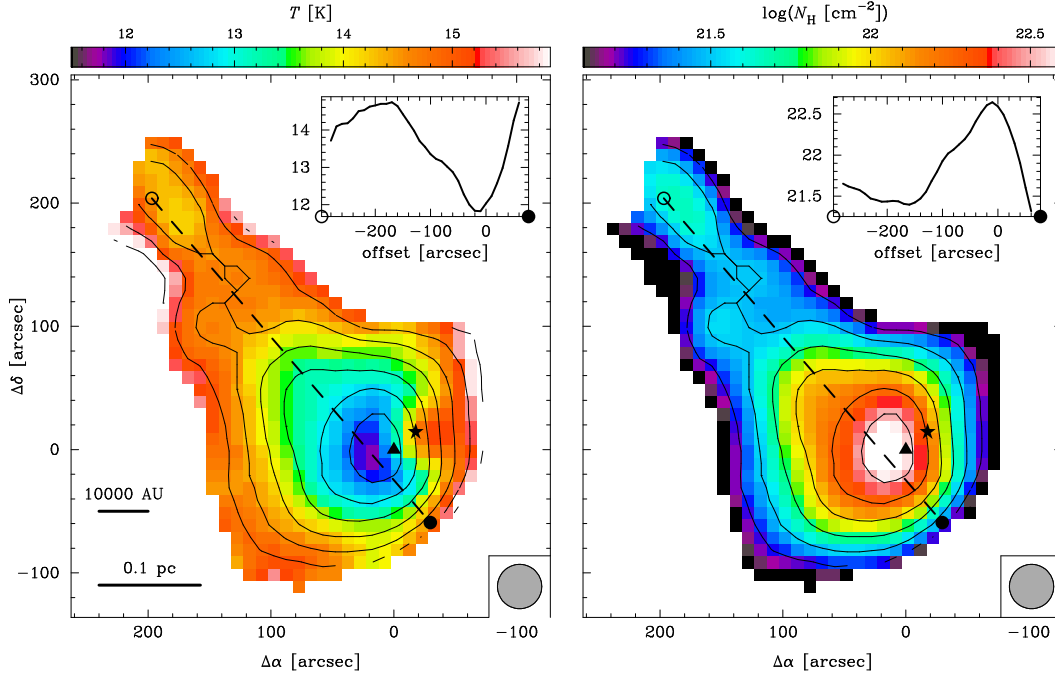 T [K]
12 13 14 15
log(N_H [cm⁻²])
21.5 22 22.5
300
200
100
0
−100
Δδ [arcsec]
14
13
12
−200 −100 0
offset [arcsec]
22.5
22
21.5
−200 −100 0
offset [arcsec]
10000 AU
0.1 pc
200 100 0 −100
Δα [arcsec]
200 100 0 −100
Δα [arcsec]